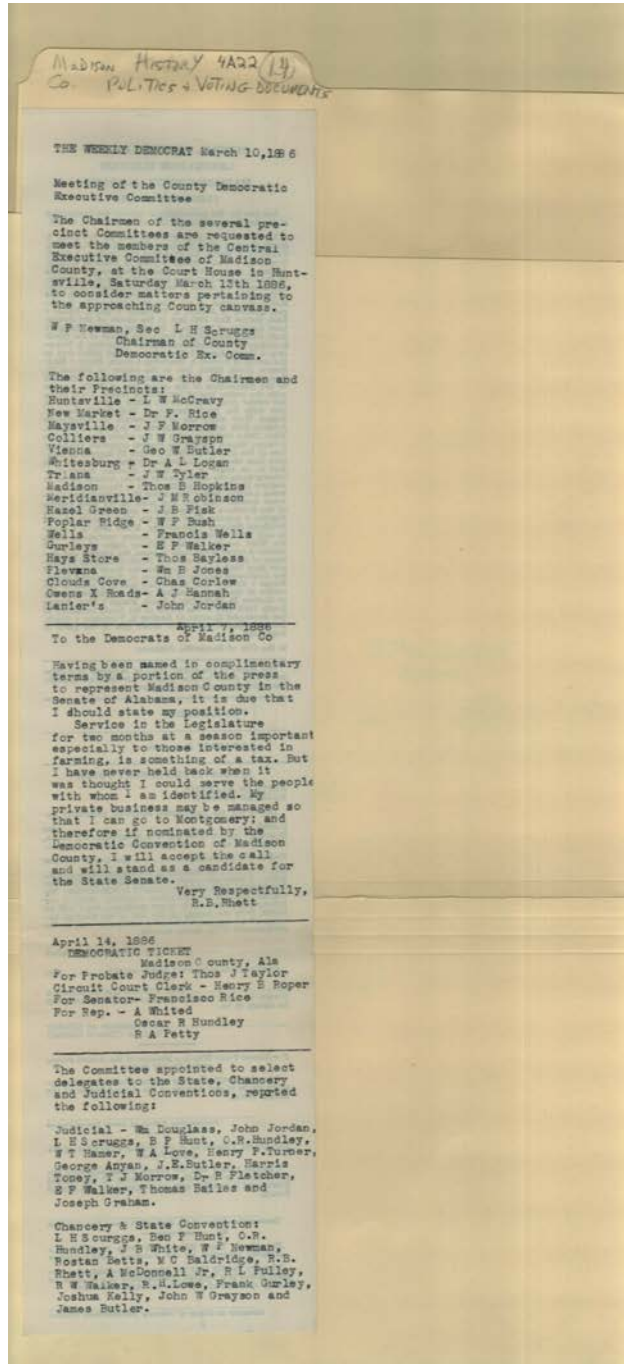 Madison History 4A22 (14)
Co. Politics + Voting Documents
THE WEEKLY DEMOCRAT March 10,1886
Meeting of the County Democratic
Executive Committee
The Chairmen of the several pre-
cinct Committees are requested to
meet the members of the Central
Executive Committee of Madison
County, at the Court House in Hunt-
sville, Saturday March 13th 1886,
to consider matters pertaining to
the approaching County canvass.
W P Newman, Sec L H Scruggs
Chairman of County
Democratic Ex. Comm.
The following are the Chairmen and
their Precincts:
Huntsville - L W McCravy
New Market - Dr F. Rice
Maysville - J F Morrow
Colliers - J W Grayspn
Vienna - Geo W Butler
Whitesburg - Dr A L Logan
Triana - J W Tyler
Madison - Thos B Hopkins
Meridianville- J M Robinson
Hazel Green - J B Fisk
Poplar Ridge - W F Bush
Wells - Francis Wells
Gurleys - E F Walker
Hays Store - Thos Bayless
Plevana - Wm B Jones
Clouds Cove - Chas Corlew
Owens X Roads- A J Hannah
Lanier's - John Jordan
April 7, 1886
To the Democrats of Madison Co
Having been named in complimentary
terms by a portion of the press
to represent Madison County in the
Senate of Alabama, it is due that
I dhould state my position.
Service in the Legislature
for two months at a season important
especially to those interested in
farming, is something of a tax. But
I have never held back when it
was thought I could serve the people
with whom I am identified. My
private business may be managed so
that I can go to Montgomery; and
therefore if nominated by the
Democratic Convention of Madison
County, I will accept the call
and will stand as a candidate for
the State Senate.
Very Respectfully,
R.B.Rhett
April 14, 1886
DEMOCRATIC TICKET
Madison County, Ala
For Probate Judge: Thos J Taylor
Circuit Court Clerk - Henry B Roper
For Senator- Francisco Rice
For Rep. - A Whited
Oscar R Hundley
R A Petty
The Committee appointed to select
delegates to the State, Chancery
and Judicial Conventions, reprted
the following:
Judicial - Wm Douglass, John Jordan,
L H Scruggs, B P Hunt, O.R.Hundley,
W T Hamer, W A Love, Henry P.Turner,
George Anyan, J.E.Butler, Harris
Toney, T J Morrow, Dr R Fletcher,
E F Walker, Thomas Bailes and
Joseph Graham.
Chancery & State Convention:
L H Scurggs, Ben P Hunt, O.R.
Hundley, J B White, W P Newman,
Rostan Betts, M C Baldridge, R.B.
Rhett, A McDonnell Jr, R L Pulley,
R W Walker, R.H.Lowe, Frank Gurley,
Joshua Kelly, John W Grayson and
James Butler.